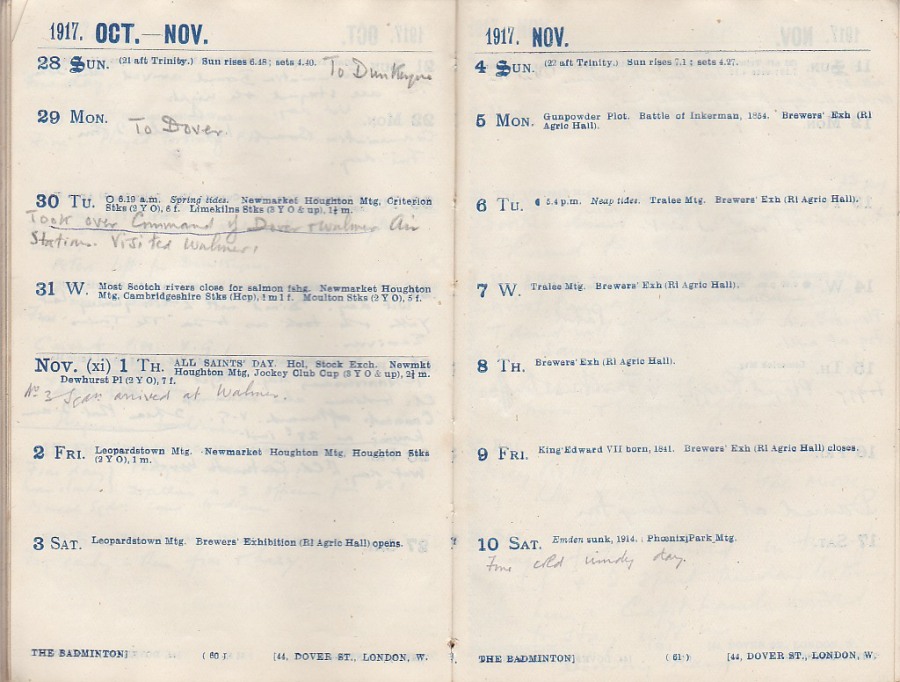 1917. OCT.—NOV.
28 SUN. (21 aft Trinity.) Sun rises 6.48; sets 4.40. To Dunkerque
29 MON. To Dover
30 TU. 6.19 a.m. Spring tides. Newmarket Houghton Mtg, Criterion
Stks (2 Y O), 6 f. Limekilns Stks (3 Y O & up), 1¼ m.
Took over Command of Dover & Walmer Air
Station. Visited Walmer.
31 W. Most Scotch rivers close for salmon fshg. Newmarket Houghton
Mtg, Cambridgeshire Stks (Hcp), 1 m 1 f. Moulton Stks (2 Y O), 5 f.
Nov. (xi) 1 TH. ALL SAINTS' DAY. Hol. Stock Exch. Newmkt
Houghton Mtg, Jockey Club Cup (3 Y O & up), 2¼ m.
Dewhurst Pl (2 Y O), 7 f.
No 3 Sqan arrived at Walmer.
2 FRI. Leopardstown Mtg. Newmarket Houghton Mtg, Houghton Stks
(2 Y O), 1 m.
3 SAT. Leopardstown Mtg. Brewers' Exhibition (Rl Agric Hall) opens.
THE BADMINTON] ( 60 ) [44, DOVER ST., LONDON, W.
1917. NOV.
4 SUN. (22 aft Trinity.) Sun rises 7.1; sets 4.27.
5 MON. Gunpowder Plot. Battle of Inkerman, 1854. Brewers' Exh (Rl
Agric Hall).
6 TU. 5.4 p.m. Neap tides. Tralee Mtg. Brewers' Exh (Rl Agric Hall).
7 W. Tralee Mtg. Brewers' Exh (Rl Agric Hall).
8 TH. Brewers' Exh (Rl Agric Hall).
9 FRI. King Edward VII born, 1841. Brewers' Exh (Rl Agric Hall) closes.
10 SAT. Emden sunk, 1914. Phœnix Park Mtg.
Fine cold windy day.
THE BADMINTON] ( 61 ) [44, DOVER ST., LONDON, W.